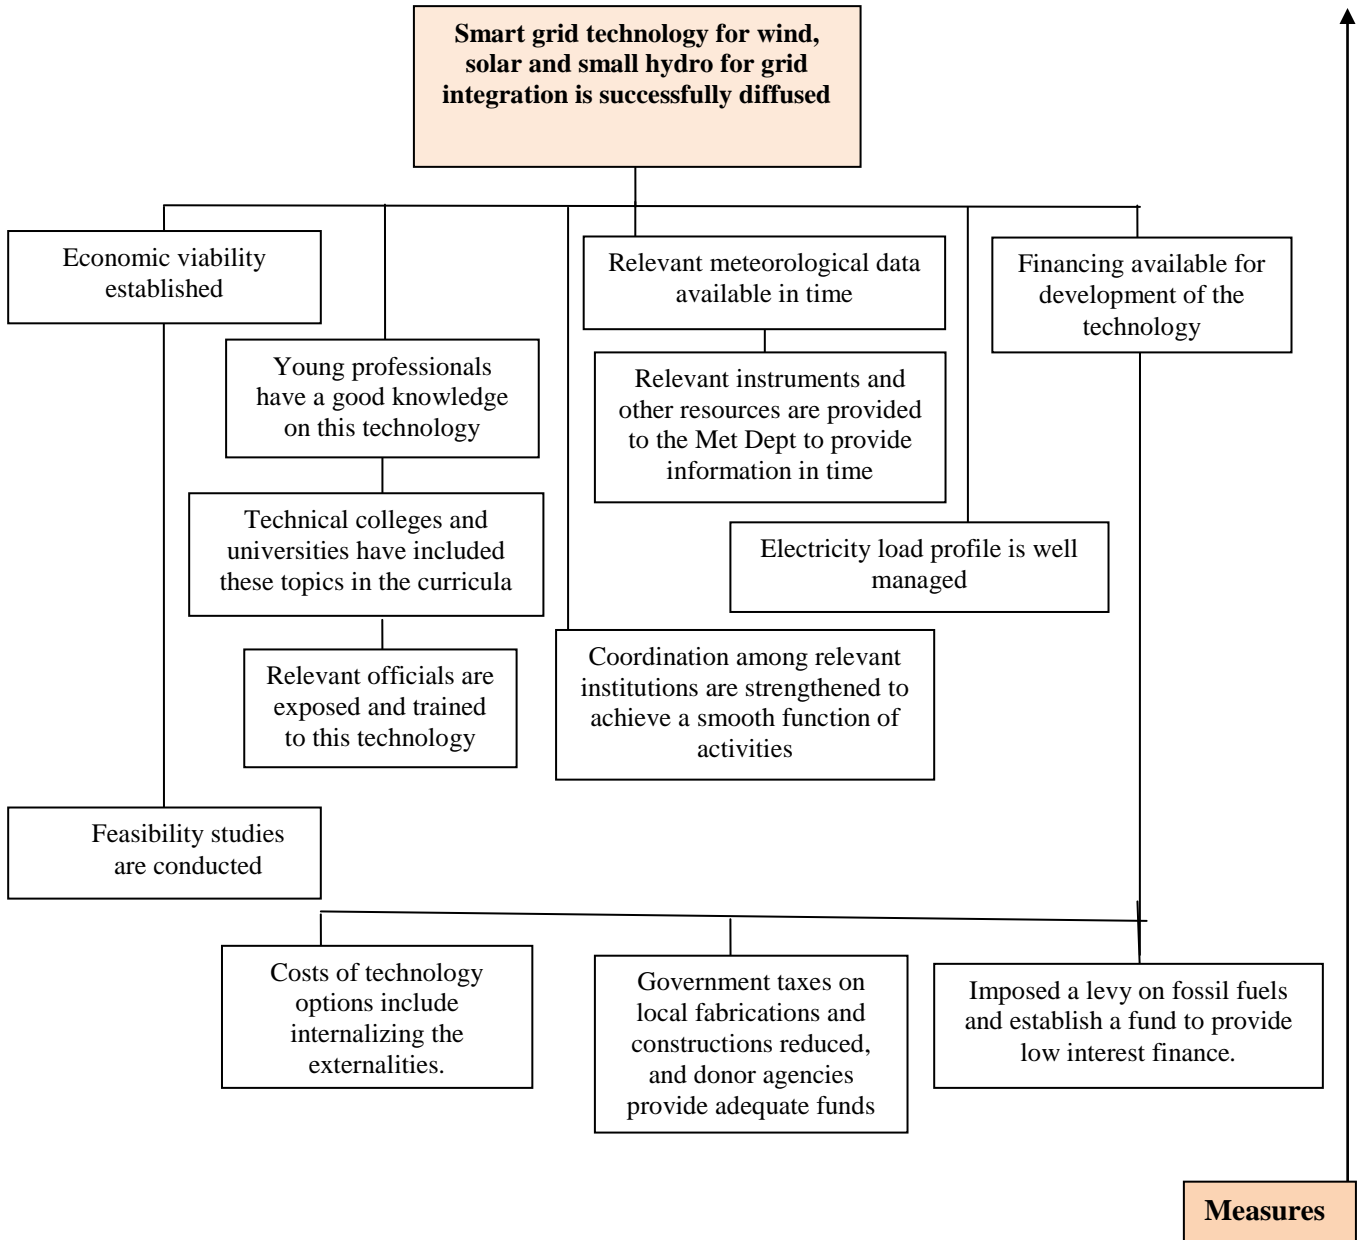 Smart grid technology for wind,
solar and small hydro for grid
integration is successfully diffused
Economic viability
established
Relevant meteorological data
available in time
Financing available for
development of the
technology
Young professionals
have a good knowledge
on this technology
Relevant instruments and
other resources are provided
to the Met Dept to provide
information in time
Technical colleges and
universities have included
these topics in the curricula
Electricity load profile is well
managed
Relevant officials are
exposed and trained
to this technology
Coordination among relevant
institutions are strengthened to
achieve a smooth function of
activities
Feasibility studies
are conducted
Costs of technology
options include
internalizing the
externalities.
Government taxes on
local fabrications and
constructions reduced,
and donor agencies
provide adequate funds
Imposed a levy on fossil fuels
and establish a fund to provide
low interest finance.
Measures